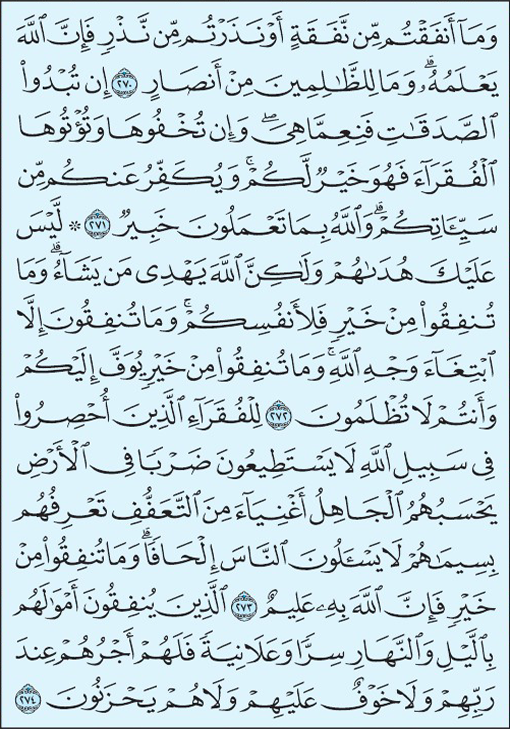 وَمَآ أَنفَقْتُم مِّن نَّفَقَةٍ أَوْ نَذَرْتُم مِّن نَّذْرٍ فَإِنَّ ٱللَّهَ
يَعْلَمُهُۥۗ وَمَا لِلظَّٰلِمِينَ مِنْ أَنصَارٍ ٢٧٠ إِن تُبْدُوا۟
ٱلصَّدَقَٰتِ فَنِعِمَّا هِىَۖ وَإِن تُخْفُوهَا وَتُؤْتُوهَا
ٱلْفُقَرَآءَ فَهُوَ خَيْرٌ لَّكُمْۚ وَيُكَفِّرُ عَنكُم مِّن
سَيِّـَٔاتِكُمْۗ وَٱللَّهُ بِمَا تَعْمَلُونَ خَبِيرٌ ٢٧١ ۞ لَّيْسَ
عَلَيْكَ هُدَىٰهُمْ وَلَٰكِنَّ ٱللَّهَ يَهْدِى مَن يَشَآءُۗ وَمَا
تُنفِقُوا۟ مِنْ خَيْرٍ فَلِأَنفُسِكُمْۚ وَمَا تُنفِقُونَ إِلَّا
ٱبْتِغَآءَ وَجْهِ ٱللَّهِۚ وَمَا تُنفِقُوا۟ مِنْ خَيْرٍ يُوَفَّ إِلَيْكُمْ
وَأَنتُمْ لَا تُظْلَمُونَ ٢٧٢ لِلْفُقَرَآءِ ٱلَّذِينَ أُحْصِرُوا۟
فِى سَبِيلِ ٱللَّهِ لَا يَسْتَطِيعُونَ ضَرْبًا فِى ٱلْأَرْضِ
يَحْسَبُهُمُ ٱلْجَاهِلُ أَغْنِيَآءَ مِنَ ٱلتَّعَفُّفِ تَعْرِفُهُم
بِسِيمَٰهُمْ لَا يَسْـَٔلُونَ ٱلنَّاسَ إِلْحَافًاۗ وَمَا تُنفِقُوا۟ مِنْ
خَيْرٍ فَإِنَّ ٱللَّهَ بِهِۦ عَلِيمٌ ٢٧٣ ٱلَّذِينَ يُنفِقُونَ أَمْوَٰلَهُم
بِٱلَّيْلِ وَٱلنَّهَارِ سِرًّا وَعَلَانِيَةً فَلَهُمْ أَجْرُهُمْ عِندَ
رَبِّهِمْ وَلَا خَوْفٌ عَلَيْهِمْ وَلَا هُمْ يَحْزَنُونَ ٢٧٤